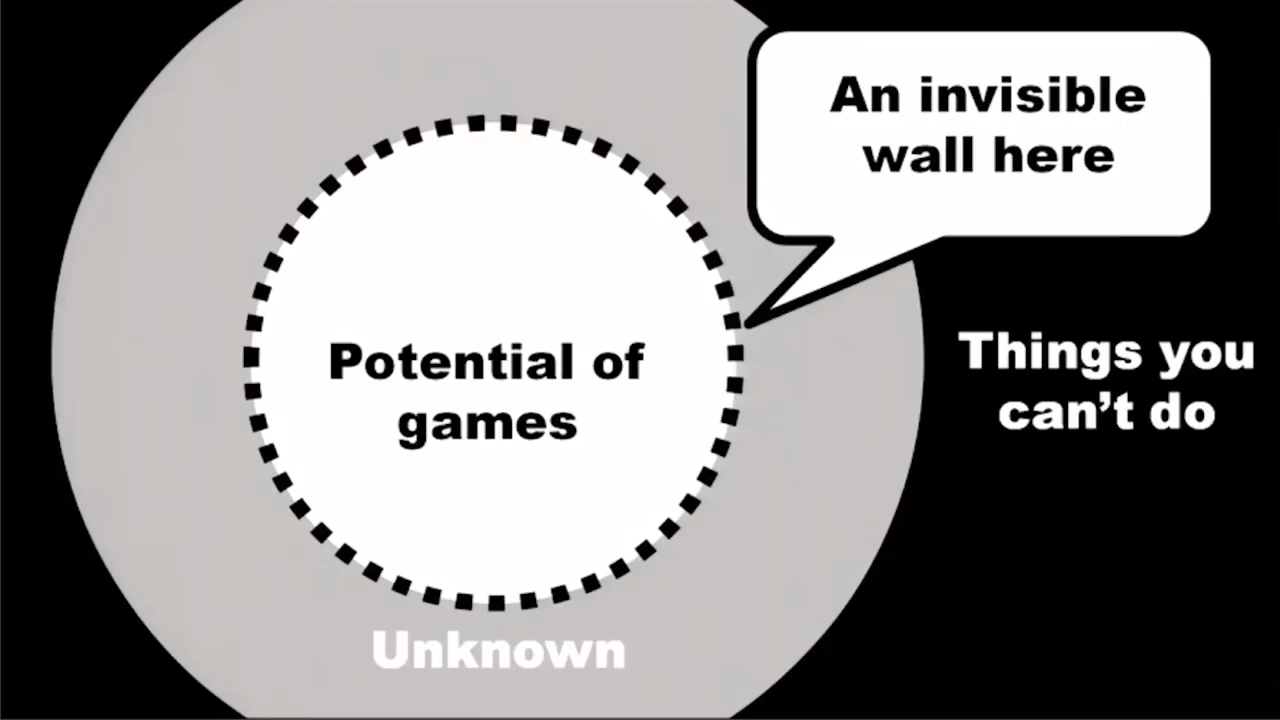 An invisible
wall here
Potential of
games
Things you
can’t do
Unknown